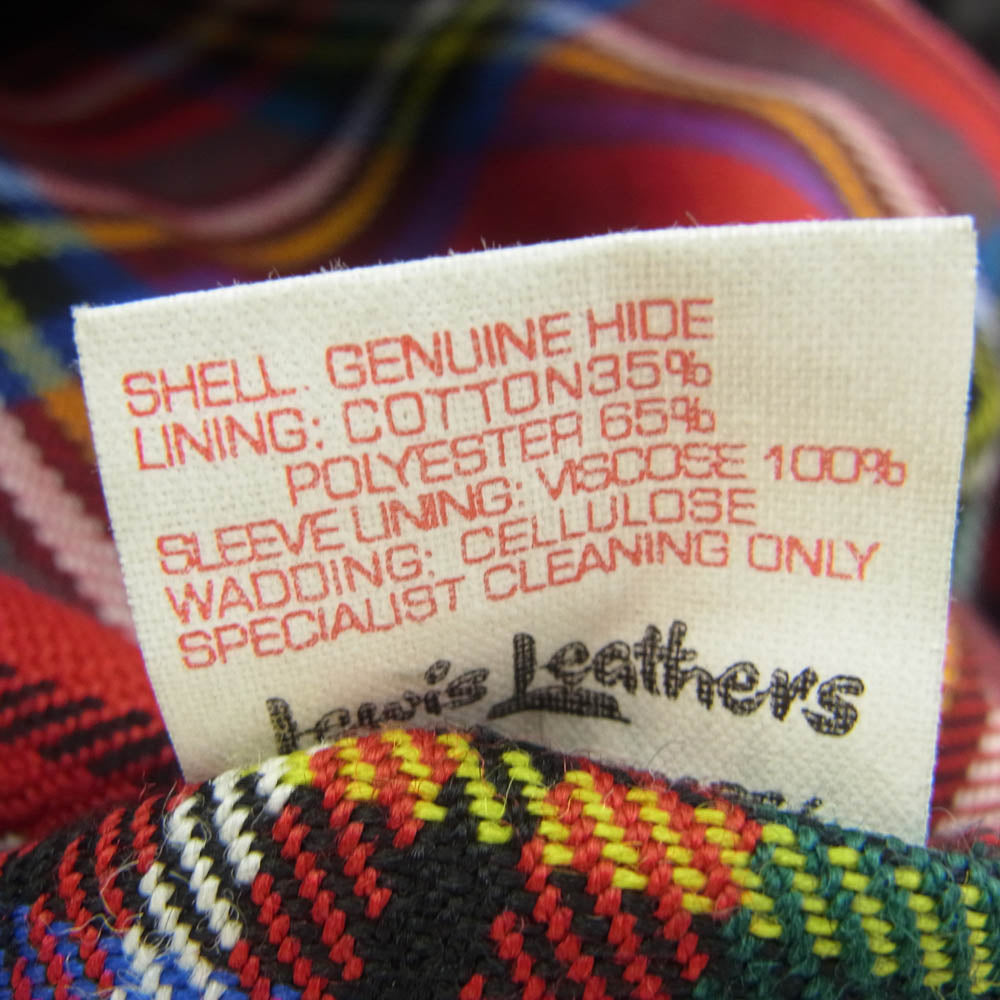 SHELL. GENUINE HIDE
LINING: COTTON35%
POLYESTER 65%
SLEEVE LINING: VISCOSE 100%
WADDING: CELLULOSE
SPECIALIST CLEANING ONLY
Lewis Leathers